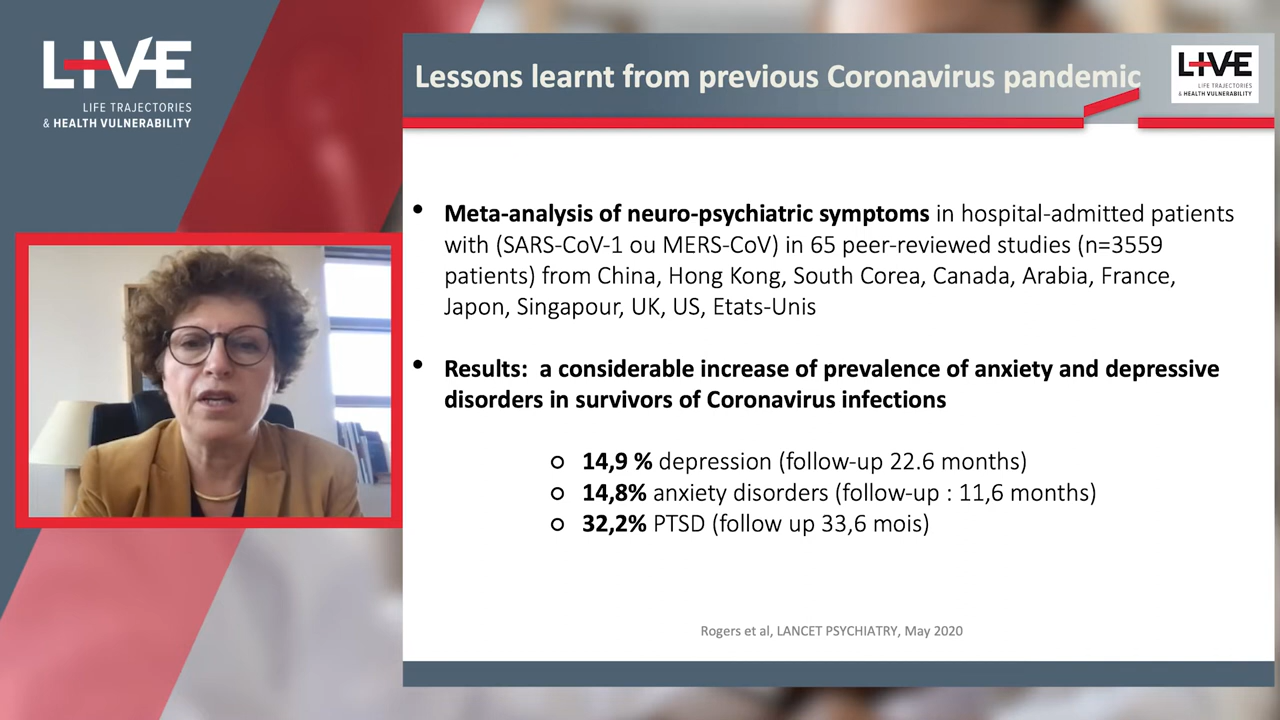 LIVE
LIFE TRAJECTORIES
& HEALTH VULNERABILITY
Lessons learnt from previous Coronavirus pandemic
LIVE
LIFE TRAJECTORIES
& HEALTH VULNERABILITY
• Meta-analysis of neuro-psychiatric symptoms in hospital-admitted patients
with (SARS-CoV-1 ou MERS-CoV) in 65 peer-reviewed studies (n=3559
patients) from China, Hong Kong, South Corea, Canada, Arabia, France,
Japon, Singapour, UK, US, Etats-Unis
• Results: a considerable increase of prevalence of anxiety and depressive
disorders in survivors of Coronavirus infections
o 14,9 % depression (follow-up 22.6 months)
o 14,8% anxiety disorders (follow-up : 11,6 months)
o 32,2% PTSD (follow up 33,6 mois)
Rogers et al, LANCET PSYCHIATRY, May 2020